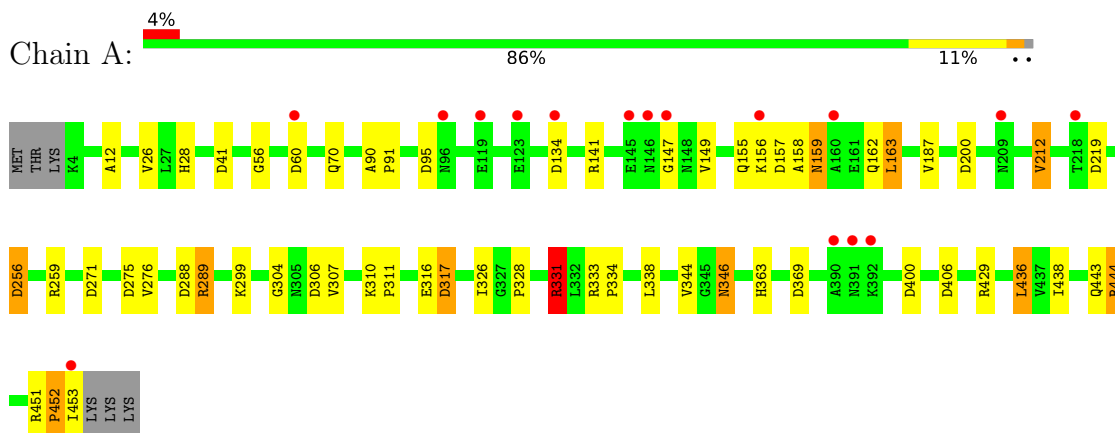 4%
Chain A:
86% 11% . .
MET THR LYS K4 A12 V26 L27 H28 D41 G56 D60 Q70 A90 P91 D95 N96 E119 E123 D134 R141 E145 N146 G147 N148 V149 Q155 K156 D157 A158 N159 A160 E161 Q162 L163 V187 D200 N209 V212 T218 D219
D256 R259 D271 D275 V276 D288 R289 K299 G304 N305 D306 V307 K310 P311 E316 D317 I326 G327 P328 R331 L332 R333 P334 L338 V344 G345 N346 H363 D369 A390 N391 K392 D400 D406 R429 L436 V437 I438 Q443
R451 P452 I453 LYS LYS LYS